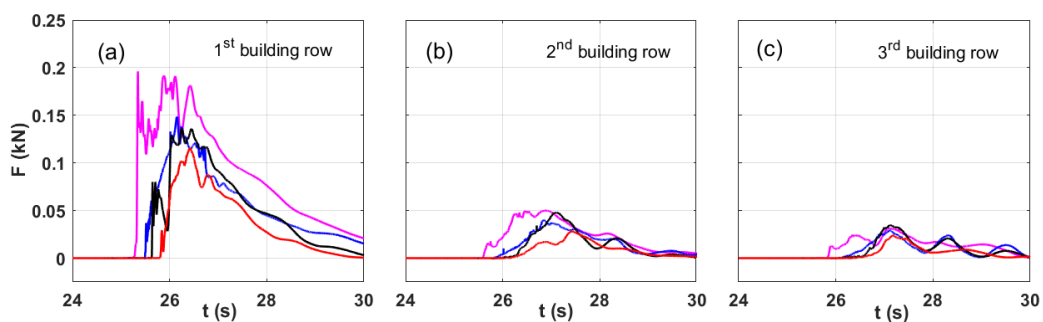 0.25
0.2
0.15
0.1
0.05
0
F (kN)
(a)
1st building row
24 26 28 30
t (s)
(b)
2nd building row
24 26 28 30
t (s)
(c)
3rd building row
24 26 28 30
t (s)